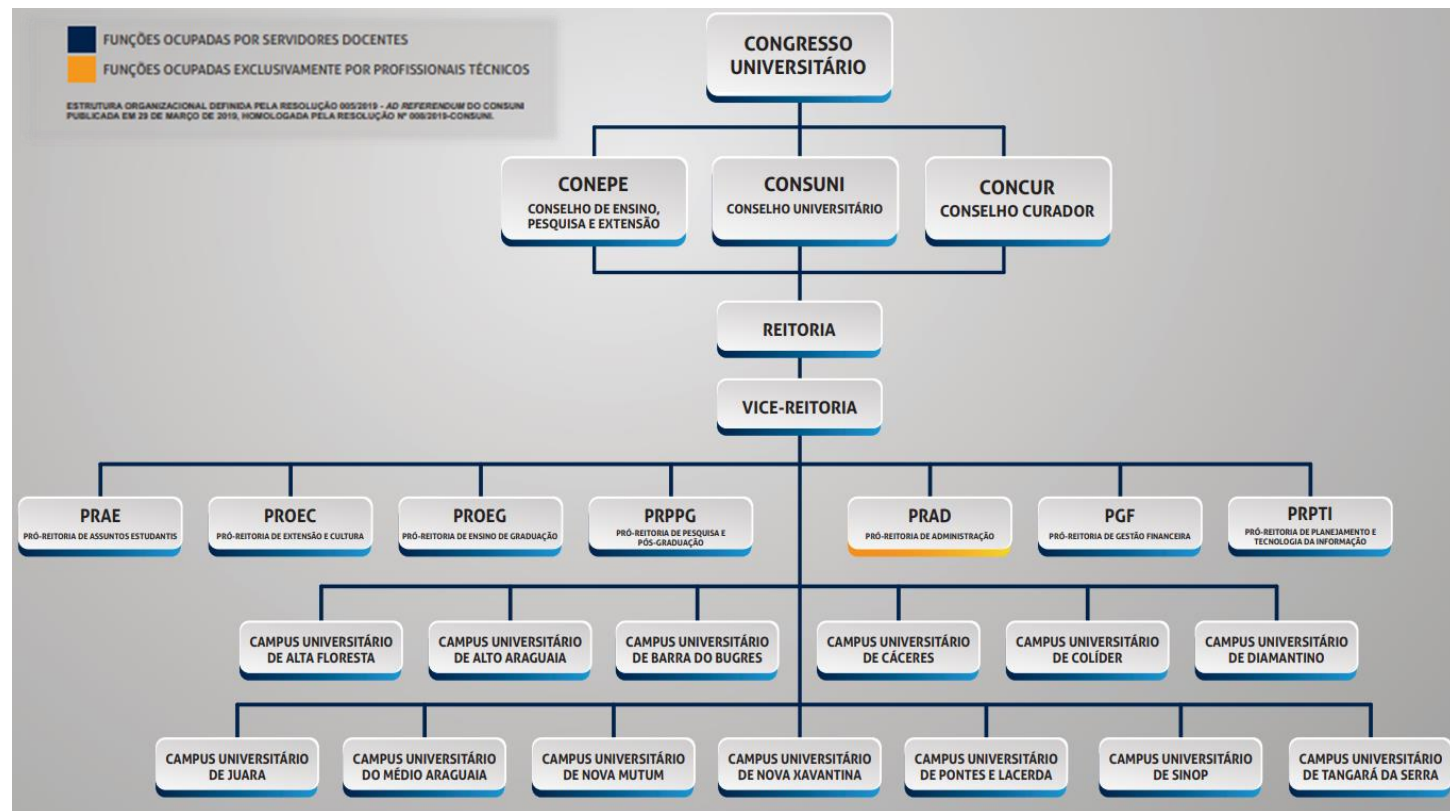 FUNÇÕES OCUPADAS POR SERVIDORES DOCENTES
FUNÇÕES OCUPADAS EXCLUSIVAMENTE POR PROFISSIONAIS TÉCNICOS
ESTRUTURA ORGANIZACIONAL DEFINIDA PELA RESOLUÇÃO 005/2019 - AD REFERENDUM DO CONSUNI
PUBLICADA EM 29 DE MARÇO DE 2019, HOMOLOGADA PELA RESOLUÇÃO Nº 008/2019-CONSUNI.
CONGRESSO
UNIVERSITÁRIO
CONEPE
CONSELHO DE ENSINO,
PESQUISA E EXTENSÃO
CONSUNI
CONSELHO UNIVERSITÁRIO
CONCUR
CONSELHO CURADOR
REITORIA
VICE-REITORIA
PRAE
PRÓ-REITORIA DE ASSUNTOS ESTUDANTIS
PROEC
PRÓ-REITORIA DE EXTENSÃO E CULTURA
PROEG
PRÓ-REITORIA DE ENSINO DE GRADUAÇÃO
PRPPG
PRÓ-REITORIA DE PESQUISA E
PÓS-GRADUAÇÃO
PRAD
PRÓ-REITORIA DE ADMINISTRAÇÃO
PGF
PRÓ-REITORIA DE GESTÃO FINANCEIRA
PRPTI
PRÓ-REITORIA DE PLANEJAMENTO E
TECNOLOGIA DA INFORMAÇÃO
CAMPUS UNIVERSITÁRIO
DE ALTA FLORESTA
CAMPUS UNIVERSITÁRIO
DE ALTO ARAGUAIA
CAMPUS UNIVERSITÁRIO
DE BARRA DO BUGRES
CAMPUS UNIVERSITÁRIO
DE CÁCERES
CAMPUS UNIVERSITÁRIO
DE COLÍDER
CAMPUS UNIVERSITÁRIO
DE DIAMANTINO
CAMPUS UNIVERSITÁRIO
DE JUARA
CAMPUS UNIVERSITÁRIO
DO MÉDIO ARAGUAIA
CAMPUS UNIVERSITÁRIO
DE NOVA MUTUM
CAMPUS UNIVERSITÁRIO
DE NOVA XAVANTINA
CAMPUS UNIVERSITÁRIO
DE PONTES E LACERDA
CAMPUS UNIVERSITÁRIO
DE SINOP
CAMPUS UNIVERSITÁRIO
DE TANGARÁ DA SERRA